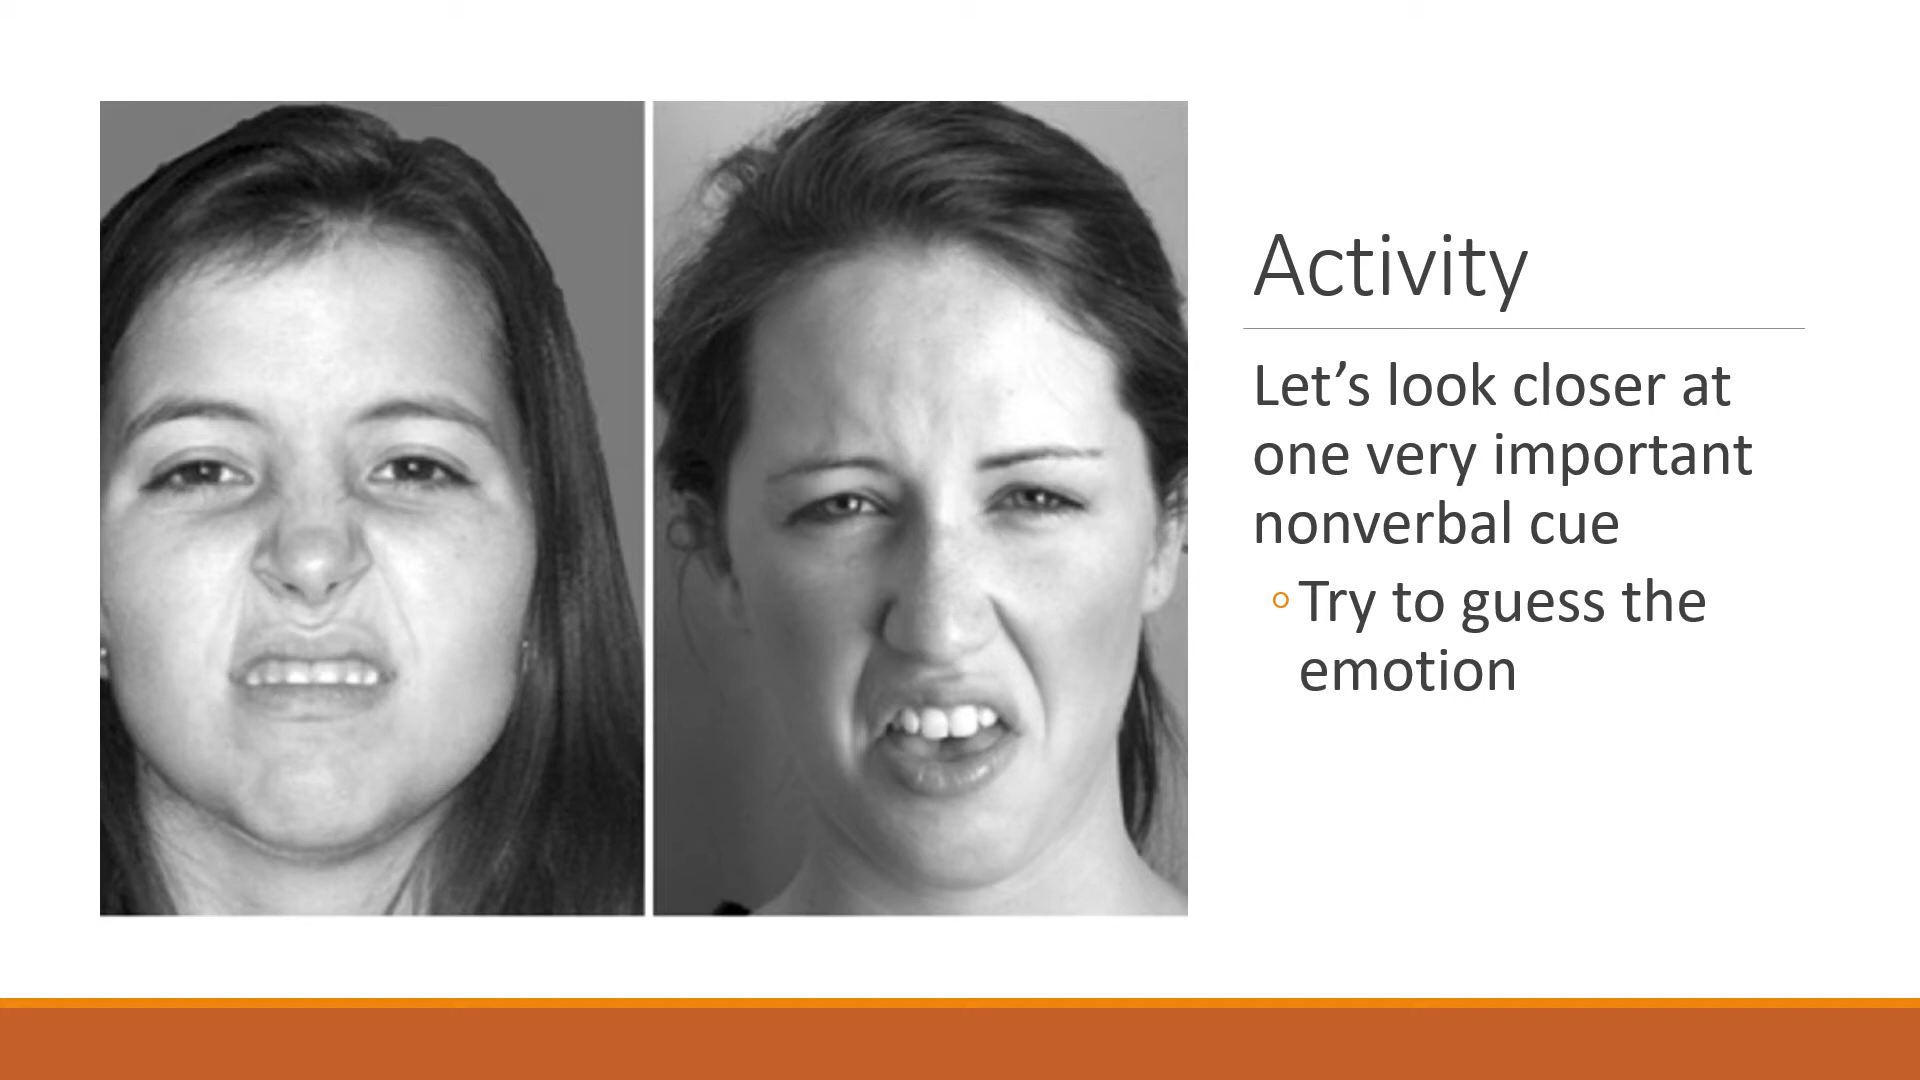 Activity
Let’s look closer at
one very important
nonverbal cue
◦Try to guess the
emotion